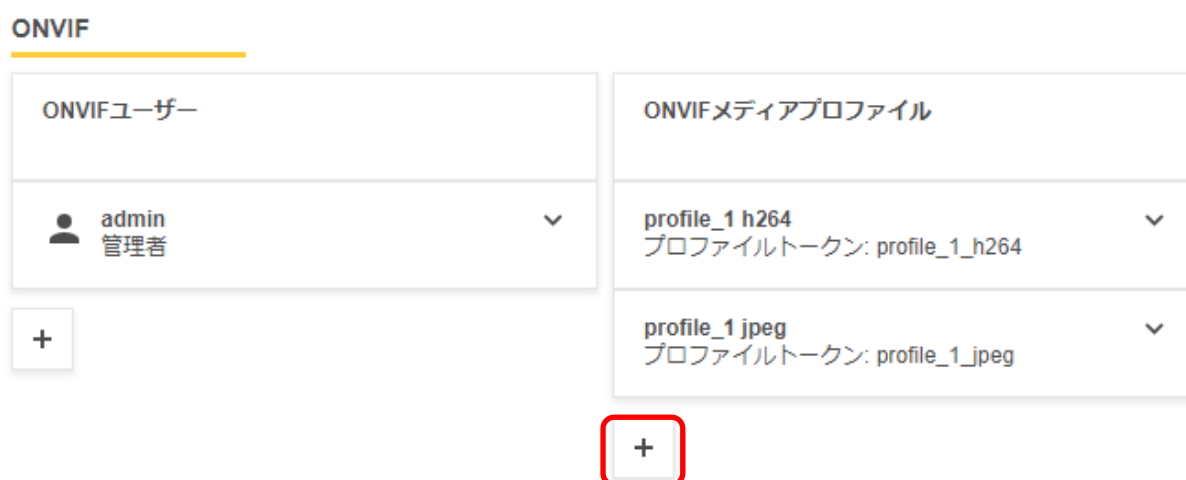 ONVIF
ONVIFユーザー
admin
管理者
+
ONVIFメディアプロファイル
profile_1 h264
プロファイルトークン: profile_1_h264
profile_1 jpeg
プロファイルトークン: profile_1_jpeg
+